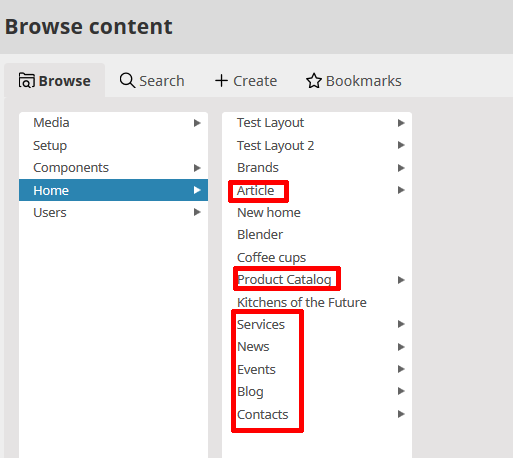 Browse content
Browse Search Create Bookmarks
Media
Setup
Components
Home
Users
Test Layout
Test Layout 2
Brands
Article
New home
Blender
Coffee cups
Product Catalog
Kitchens of the Future
Services
News
Events
Blog
Contacts